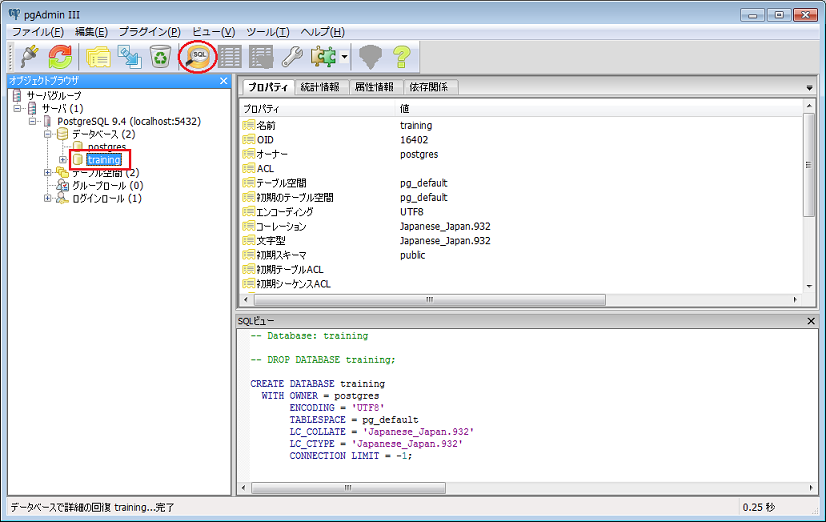 pgAdmin III
ファイル(F) 編集(E) プラグイン(P) ビュー(V) ツール(T) ヘルプ(H)
SQL
オブジェクトブラウザ
サーバグループ
サーバ (1)
PostgreSQL 9.4 (localhost:5432)
データベース (2)
postgres
training
テーブル空間 (2)
グループロール (0)
ログインロール (1)
プロパティ 統計情報 属性情報 依存関係
プロパティ 値
名前 training
OID 16402
オーナー postgres
ACL
テーブル空間 pg_default
初期のテーブル空間 pg_default
エンコーディング UTF8
コーレーション Japanese_Japan.932
文字型 Japanese_Japan.932
初期スキーマ public
初期テーブルACL
初期シーケンスACL
SQLビュー
-- Database: training
-- DROP DATABASE training;
CREATE DATABASE training
WITH OWNER = postgres
ENCODING = 'UTF8'
TABLESPACE = pg_default
LC_COLLATE = 'Japanese_Japan.932'
LC_CTYPE = 'Japanese_Japan.932'
CONNECTION LIMIT = -1;
データベースで詳細の回復 training...完了 0.25 秒